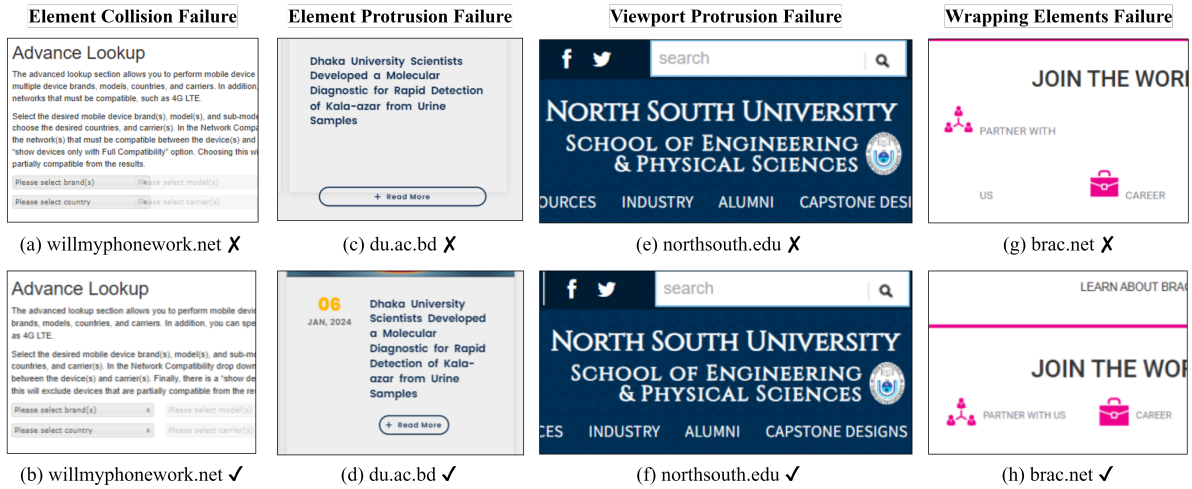 Element Collision Failure
Element Protrusion Failure
Viewport Protrusion Failure
Wrapping Elements Failure
Advance Lookup
The advanced lookup section allows you to perform mobile device
multiple device brands, models, countries, and carriers. In addition,
networks that must be compatible, such as 4G LTE.
Select the desired mobile device brand(s), model(s), and sub-mode
choose the desired countries, and carrier(s). In the Network Compa
the network(s) that must be compatible between the device(s) and
"show devices only with Full Compatibility" option. Choosing this wi
partially compatible from the results.
Please select brand(s) Please select model(s)
Please select country Please select carrier(s)
(a) willmyphonework.net ✗
Dhaka University Scientists
Developed a Molecular
Diagnostic for Rapid Detection
of Kala-azar from Urine
Samples
+ Read More
(c) du.ac.bd ✗
search
NORTH SOUTH UNIVERSITY
SCHOOL OF ENGINEERING
& PHYSICAL SCIENCES
OURCES INDUSTRY ALUMNI CAPSTONE DESI
(e) northsouth.edu ✗
JOIN THE WORL
PARTNER WITH
US
CAREER
(g) brac.net ✗
Advance Lookup
The advanced lookup section allows you to perform mobile devi
brands, models, countries, and carriers. In addition, you can spe
as 4G LTE.
Select the desired mobile device brand(s), model(s), and sub-m
countries, and carrier(s). In the Network Compatibility drop down
between the device(s) and carrier(s). Finally, there is a "show de
this will exclude devices that are partially compatible from the re
Please select brand(s) Please select model(s)
Please select country Please select carrier(s)
(b) willmyphonework.net ✓
06
JAN, 2024
Dhaka University
Scientists Developed
a Molecular
Diagnostic for Rapid
Detection of Kala-
azar from Urine
Samples
+ Read More
(d) du.ac.bd ✓
search
NORTH SOUTH UNIVERSITY
SCHOOL OF ENGINEERING
& PHYSICAL SCIENCES
CES INDUSTRY ALUMNI CAPSTONE DESIGNS
(f) northsouth.edu ✓
LEARN ABOUT BRAC
JOIN THE WOR
PARTNER WITH US
CAREER
(h) brac.net ✓